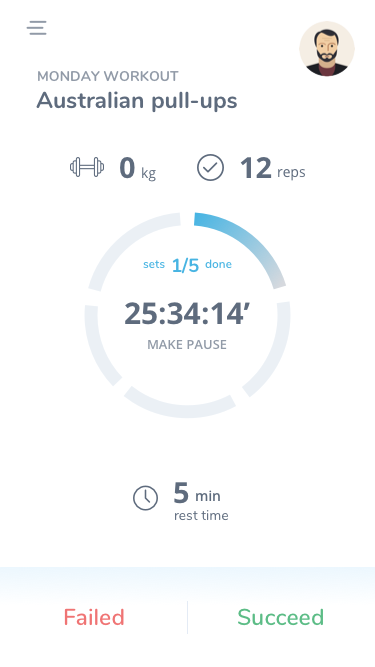 MONDAY WORKOUT
Australian pull-ups
0 kg
12 reps
sets 1/5 done
25:34:14’
MAKE PAUSE
5 min
rest time
Failed
Succeed